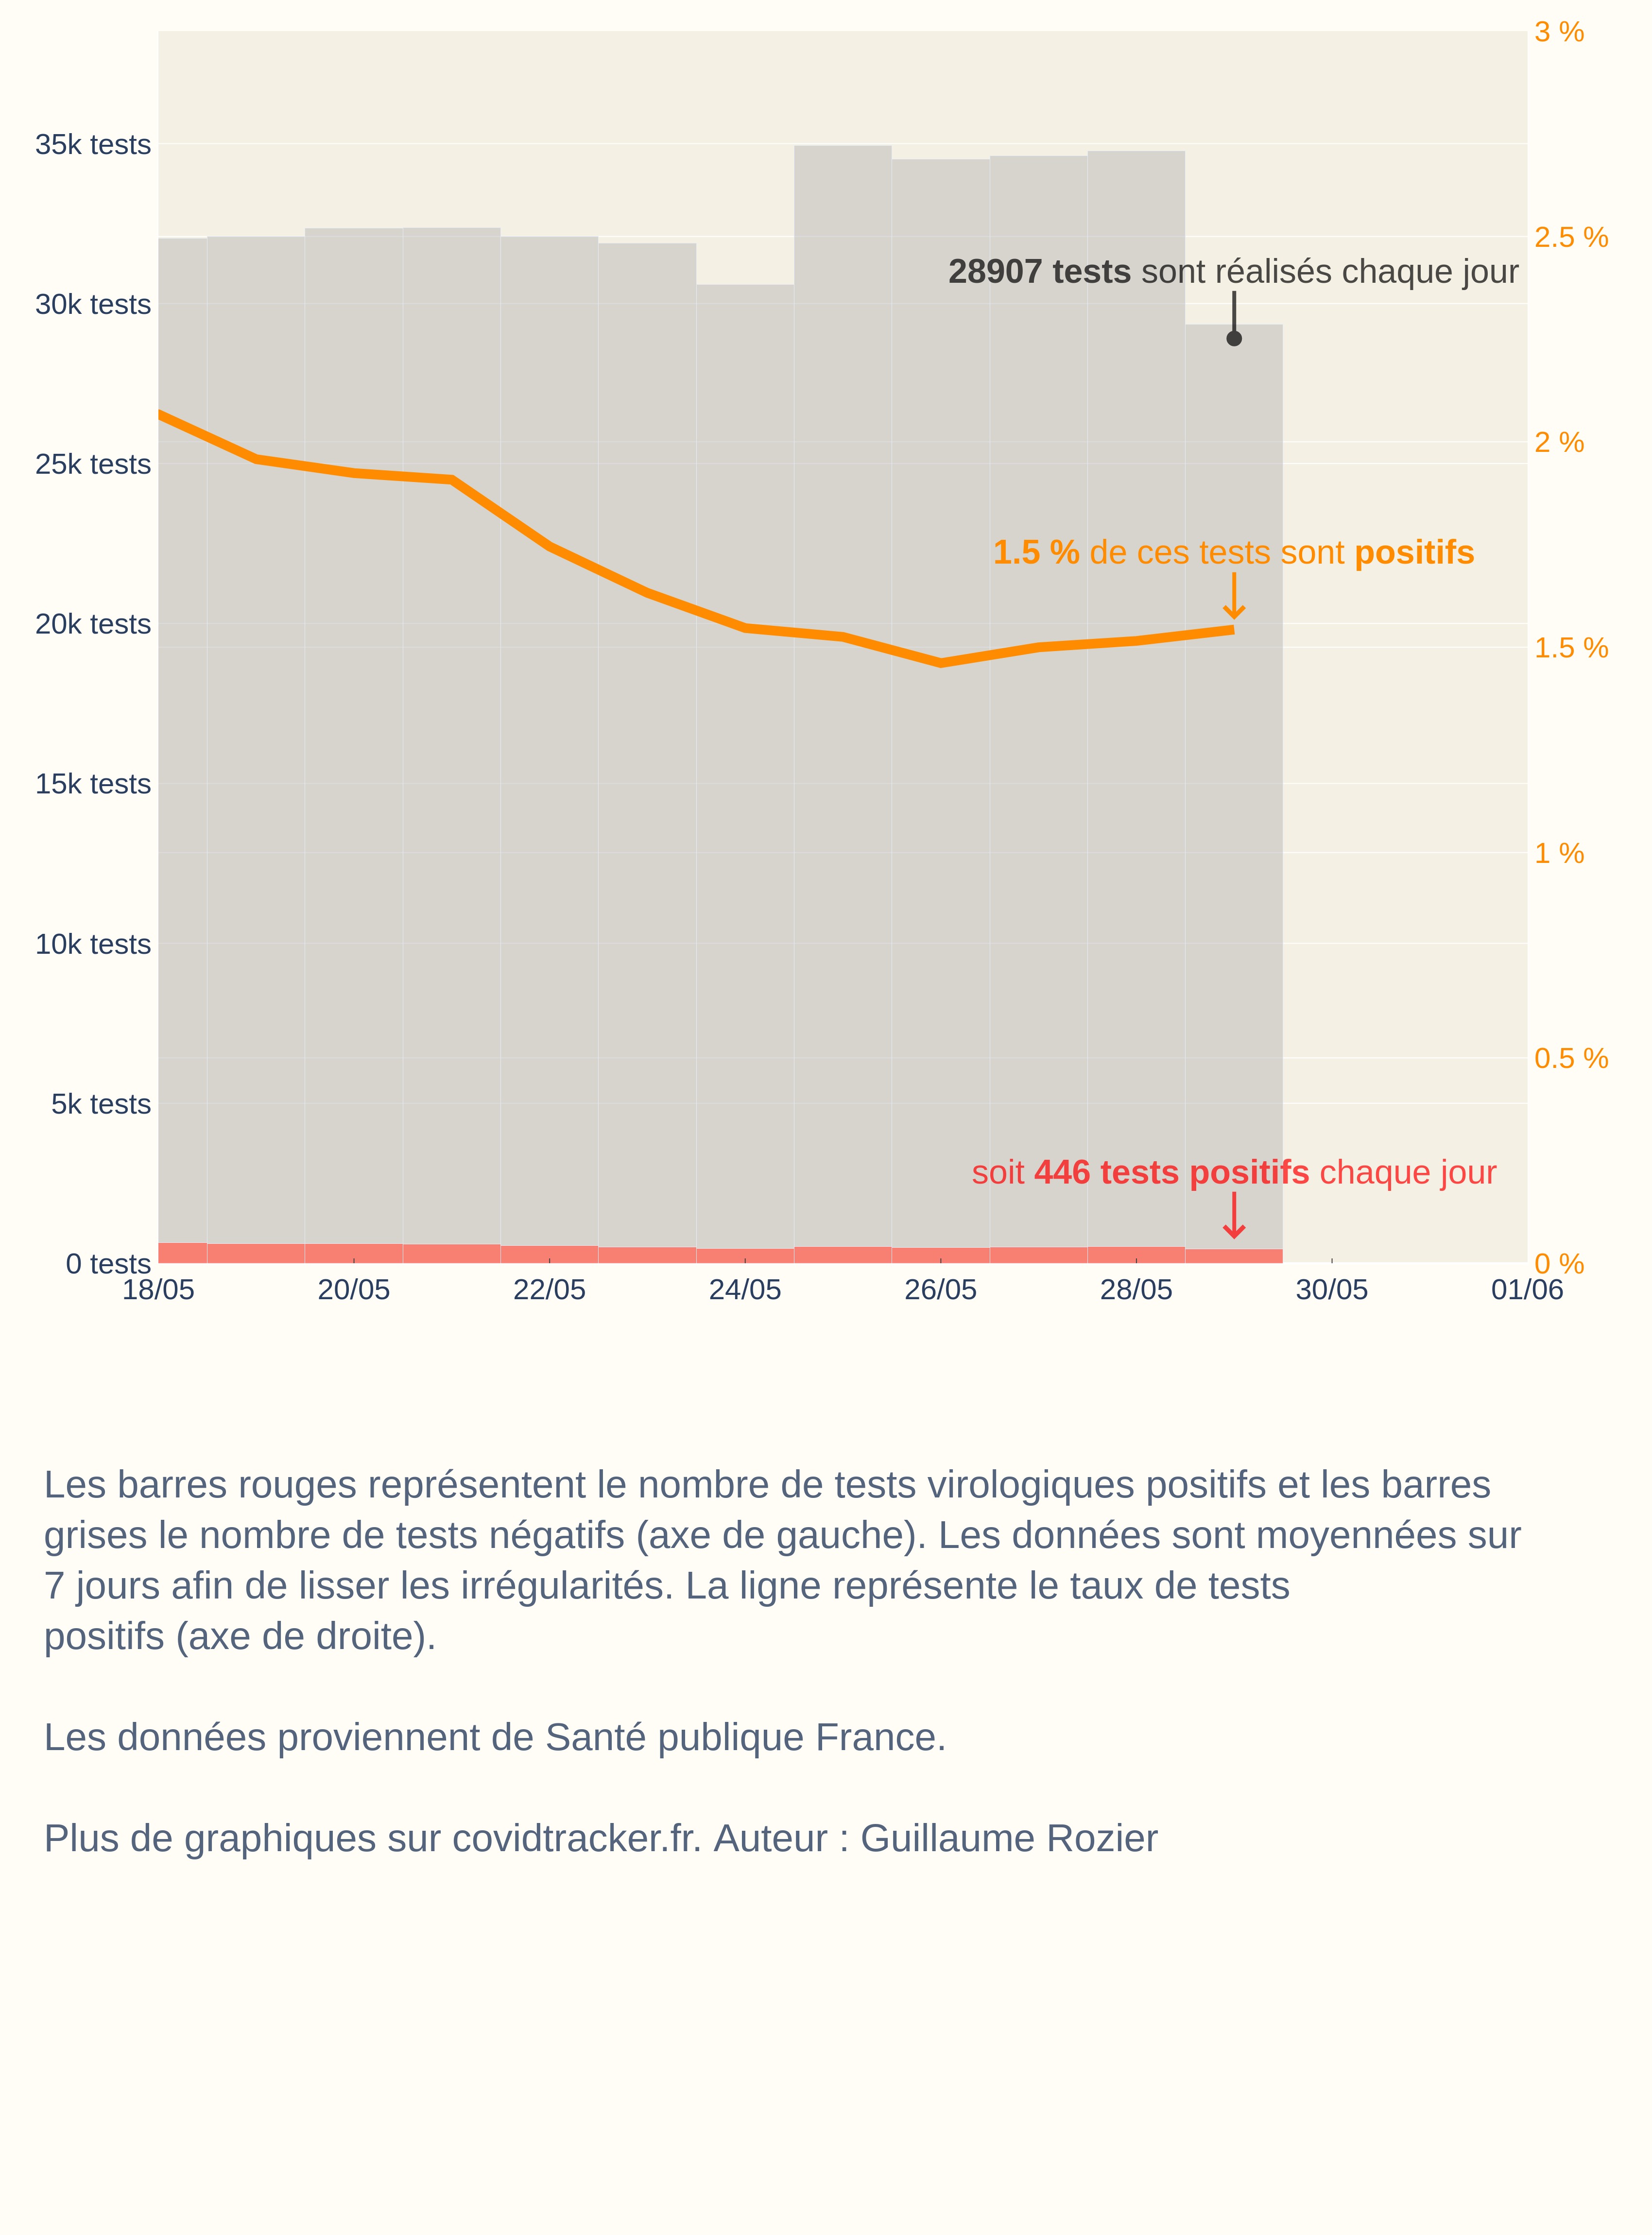 3 %
35k tests
2.5 %
28907 tests sont réalisés chaque jour
30k tests
2 %
25k tests
1.5 % de ces tests sont positifs
20k tests
1.5 %
15k tests
1 %
10k tests
0.5 %
5k tests
soit 446 tests positifs chaque jour
0 tests
0 %
18/05 20/05 22/05 24/05 26/05 28/05 30/05 01/06
Les barres rouges représentent le nombre de tests virologiques positifs et les barres
grises le nombre de tests négatifs (axe de gauche). Les données sont moyennées sur
7 jours afin de lisser les irrégularités. La ligne représente le taux de tests
positifs (axe de droite).
Les données proviennent de Santé publique France.
Plus de graphiques sur covidtracker.fr. Auteur : Guillaume Rozier